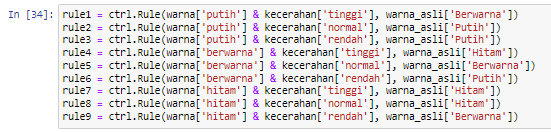 In [34]: rule1 = ctrl.Rule(warna['putih'] & kecerahan['tinggi'], warna_asli['Berwarna'])
rule2 = ctrl.Rule(warna['putih'] & kecerahan['normal'], warna_asli['Putih'])
rule3 = ctrl.Rule(warna['putih'] & kecerahan['rendah'], warna_asli['Putih'])
rule4 = ctrl.Rule(warna['berwarna'] & kecerahan['tinggi'], warna_asli['Hitam'])
rule5 = ctrl.Rule(warna['berwarna'] & kecerahan['normal'], warna_asli['Berwarna'])
rule6 = ctrl.Rule(warna['berwarna'] & kecerahan['rendah'], warna_asli['Putih'])
rule7 = ctrl.Rule(warna['hitam'] & kecerahan['tinggi'], warna_asli['Hitam'])
rule8 = ctrl.Rule(warna['hitam'] & kecerahan['normal'], warna_asli['Hitam'])
rule9 = ctrl.Rule(warna['hitam'] & kecerahan['rendah'], warna_asli['Berwarna'])